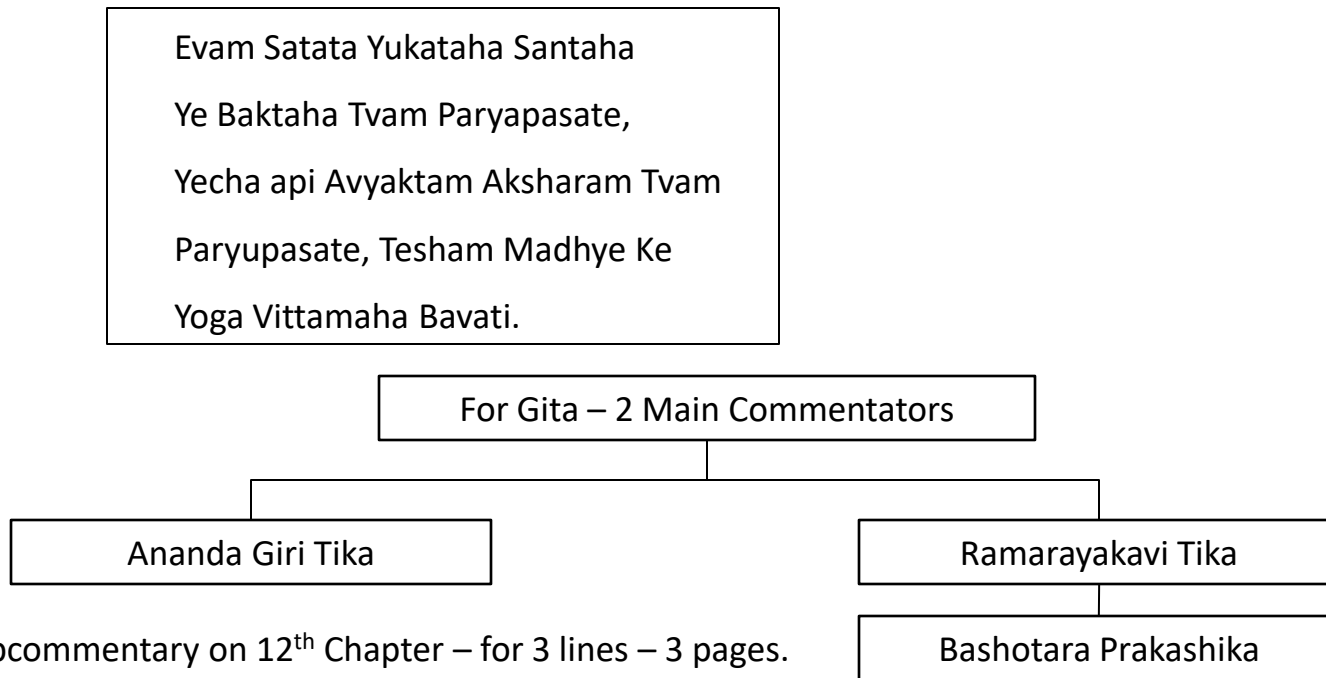 Evam Satata Yukataha Santaha
Ye Baktaha Tvam Paryapasate,
Yecha api Avyaktam Aksharam Tvam
Paryupasate, Tesham Madhye Ke
Yoga Vittamaha Bavati.
For Gita – 2 Main Commentators
Ananda Giri Tika
Ramarayakavi Tika
on 12th Chapter – for 3 lines – 3 pages.
Bashotara Prakashika